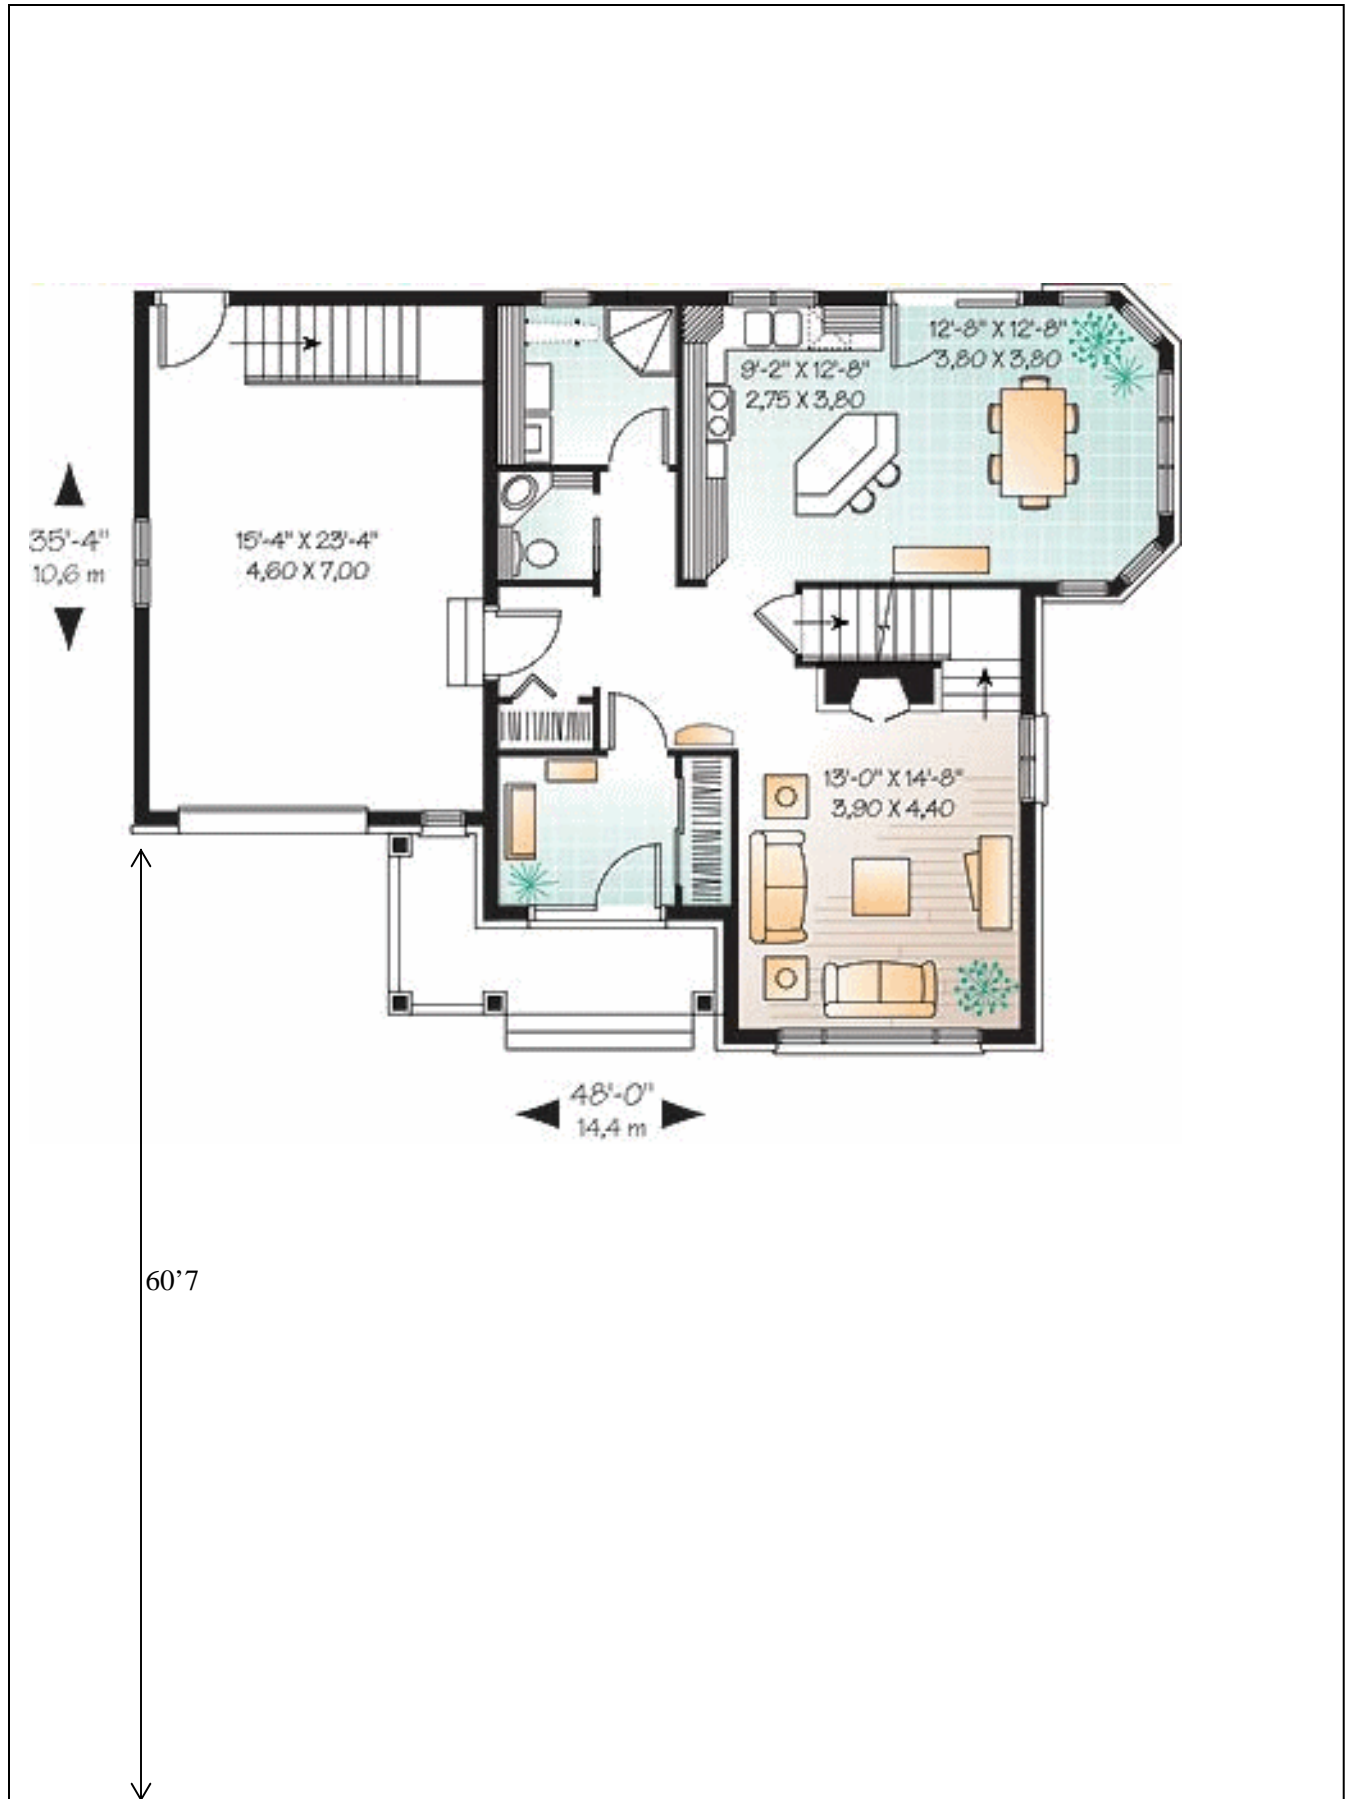 12'-8" X 12'-8"
3,80 X 3,80
9'-2" X 12'-8"
2,75 X 3,80
35'-4"
10,6 m
15'-4" X 23'-4"
4,60 X 7,00
13'-0" X 14'-8"
3,90 X 4,40
48'-0"
14,4 m
60’7